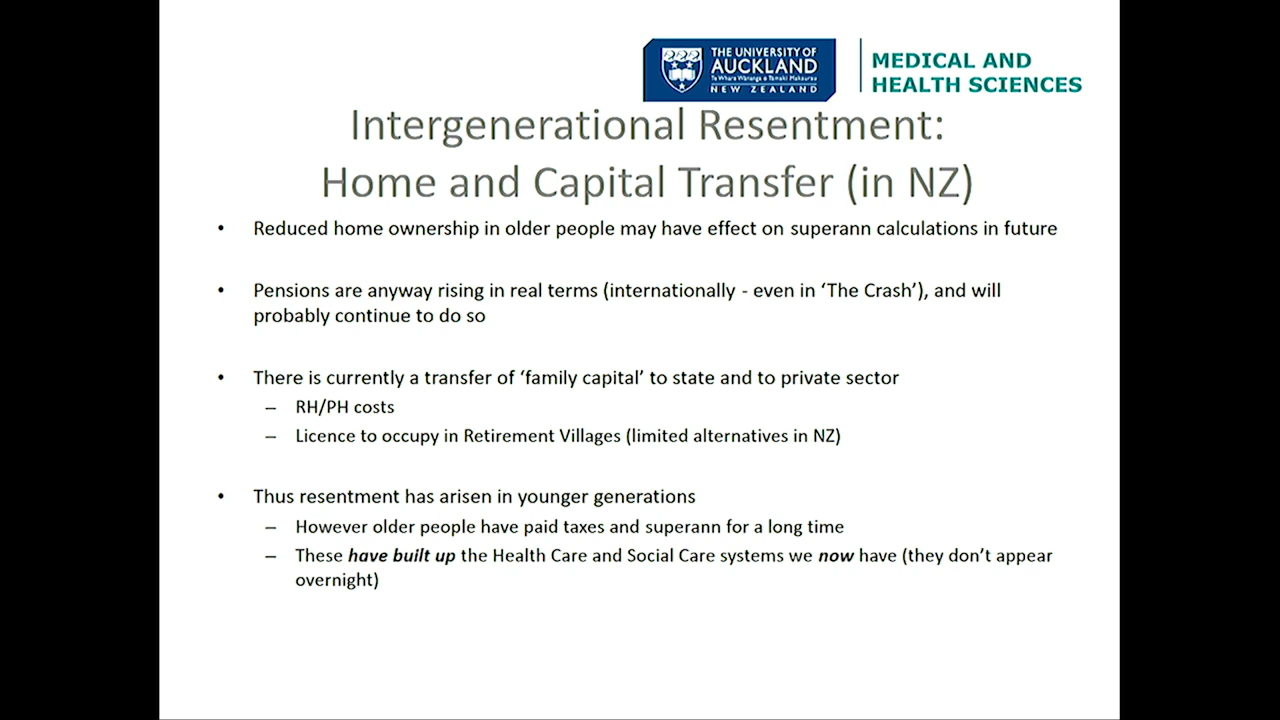 THE UNIVERSITY OF
AUCKLAND
Te Whare Wānanga o Tāmaki Makaurau
NEW ZEALAND
MEDICAL AND
HEALTH SCIENCES
Intergenerational Resentment:
Home and Capital Transfer (in NZ)
• Reduced home ownership in older people may have effect on superann calculations in future
• Pensions are anyway rising in real terms (internationally - even in ‘The Crash’), and will
probably continue to do so
• There is currently a transfer of ‘family capital’ to state and to private sector
– RH/PH costs
– Licence to occupy in Retirement Villages (limited alternatives in NZ)
• Thus resentment has arisen in younger generations
– However older people have paid taxes and superann for a long time
– These have built up the Health Care and Social Care systems we now have (they don’t appear
overnight)